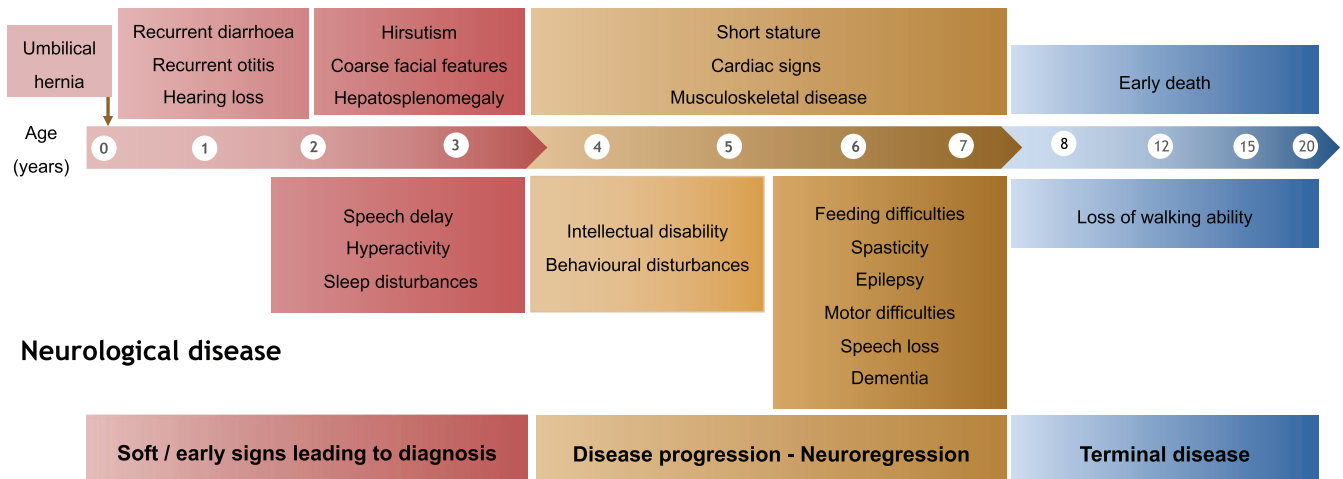 Umbilical
hernia
Recurrent diarrhoea
Recurrent otitis
Hearing loss
Hirsutism
Coarse facial features
Hepatosplenomegaly
Short stature
Cardiac signs
Musculoskeletal disease
Early death
Age
(years)
0 1 2 3 4 5 6 7 8 12 15 20
Speech delay
Hyperactivity
Sleep disturbances
Intellectual disability
Behavioural disturbances
Feeding difficulties
Spasticity
Epilepsy
Motor difficulties
Speech loss
Dementia
Loss of walking ability
Neurological disease
Soft / early signs leading to diagnosis
Disease progression - Neuroregression
Terminal disease